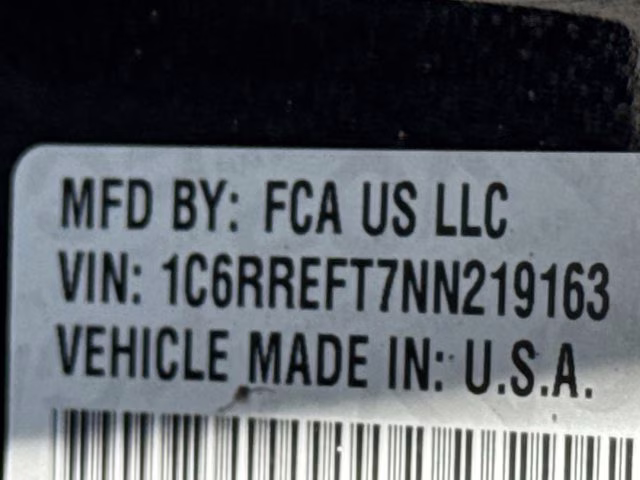 MFD BY: FCA US LLC
VIN: 1C6RREFT7NN219163
VEHICLE MADE IN: U.S.A.